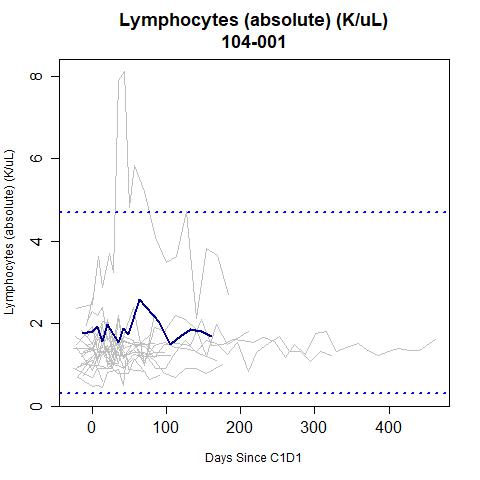 Lymphocytes (absolute) (K/uL)
104-001
Lymphocytes (absolute) (K/uL)
8
6
4
2
0
0 100 200 300 400
Days Since C1D1